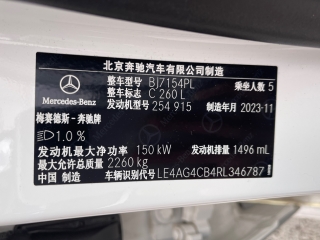 北京奔驰汽车有限公司制造
整车型号 BJ7154PL 乘坐人数 5
整车型号 C 260 L
Mercedes-Benz 发动机型号 264 915 制造年月 2023-11
梅赛德斯-奔驰牌
1.0 %
发动机最大净功率 150 kW 发动机排量 1496 mL
最大允许总质量 2260 kg
中国 制造 车辆识别代号 LE4AG4CB4RL346787